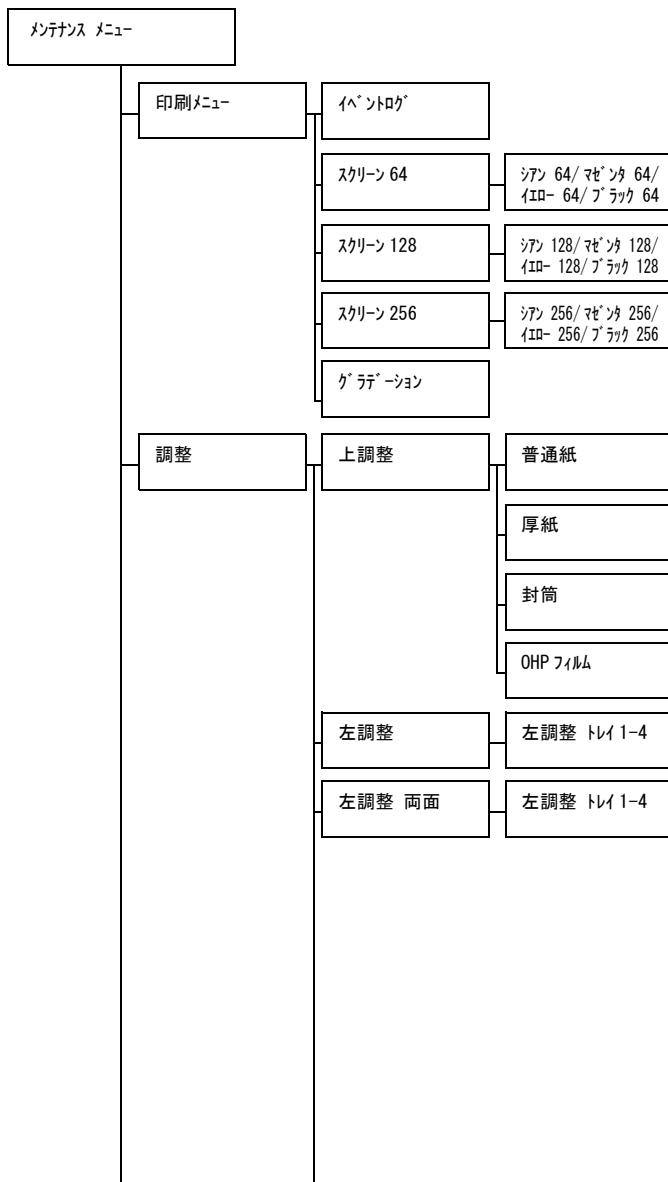 ﾒﾝﾃﾅﾝｽ ﾒﾆｭｰ
印刷ﾒﾆｭｰ
ｲﾍﾞﾝﾄﾛｸﾞ
ｽｸﾘｰﾝ 64
ｼｱﾝ 64/ ﾏｾﾞﾝﾀ 64/
ｲｴﾛｰ 64/ ﾌﾞﾗｯｸ 64
ｽｸﾘｰﾝ 128
ｼｱﾝ 128/ ﾏｾﾞﾝﾀ 128/
ｲｴﾛｰ 128/ ﾌﾞﾗｯｸ 128
ｽｸﾘｰﾝ 256
ｼｱﾝ 256/ ﾏｾﾞﾝﾀ 256/
ｲｴﾛｰ 256/ ﾌﾞﾗｯｸ 256
ｸﾞﾗﾃﾞｰｼｮﾝ
調整
上調整
普通紙
厚紙
封筒
OHP ﾌｨﾙﾑ
左調整
左調整 ﾄﾚｲ 1-4
左調整 両面
左調整 ﾄﾚｲ 1-4